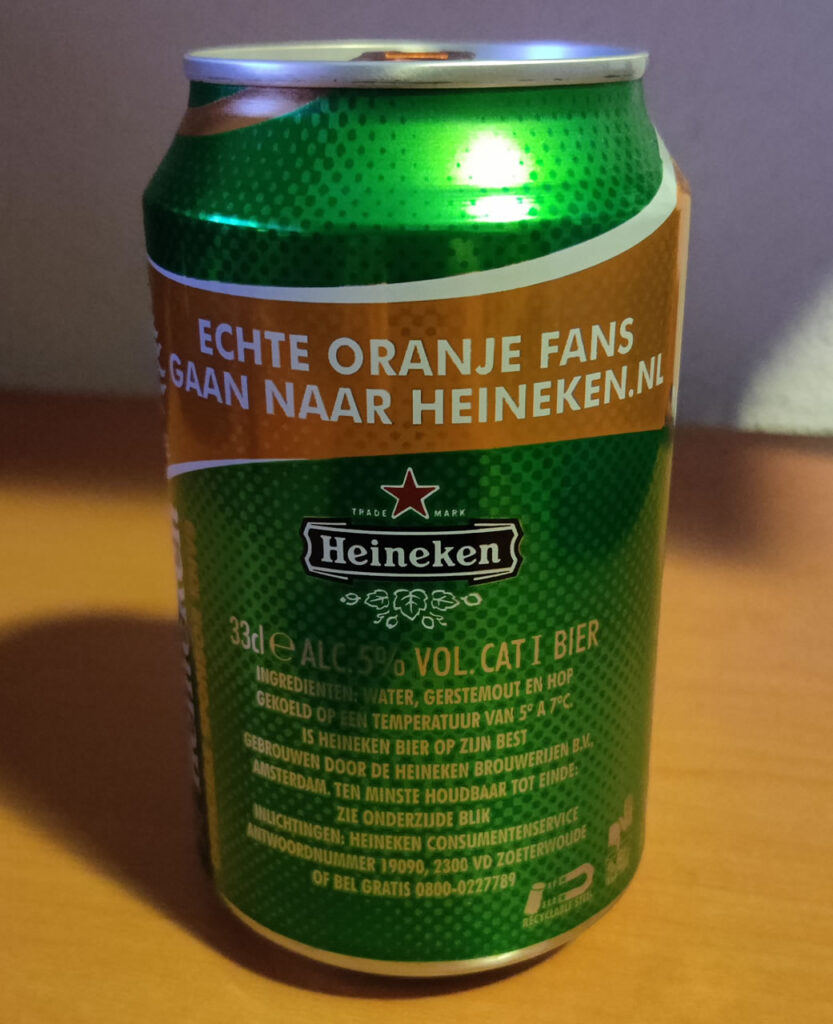 ECHTE ORANJE FANS
GAAN NAAR HEINEKEN.NL
TRADE MARK
Heineken
33cl ℮ ALC. 5% VOL. CAT I BIER
INGREDIENTEN: WATER, GERSTEMOUT EN HOP
GEKOELD OP EEN TEMPERATUUR VAN 5° A 7°C.
IS HEINEKEN BIER OP ZIJN BEST
GEBROUWEN DOOR DE HEINEKEN BROUWERIJEN B.V.
AMSTERDAM. TEN MINSTE HOUDBAAR TOT EINDE:
ZIE ONDERZIJDE BLIK
INLICHTINGEN: HEINEKEN CONSUMENTENSERVICE
ANTWOORDNUMMER 19090, 2300 VD ZOETERWOUDE
OF BEL GRATIS 0800-0227789
RECYCLABLE STEEL